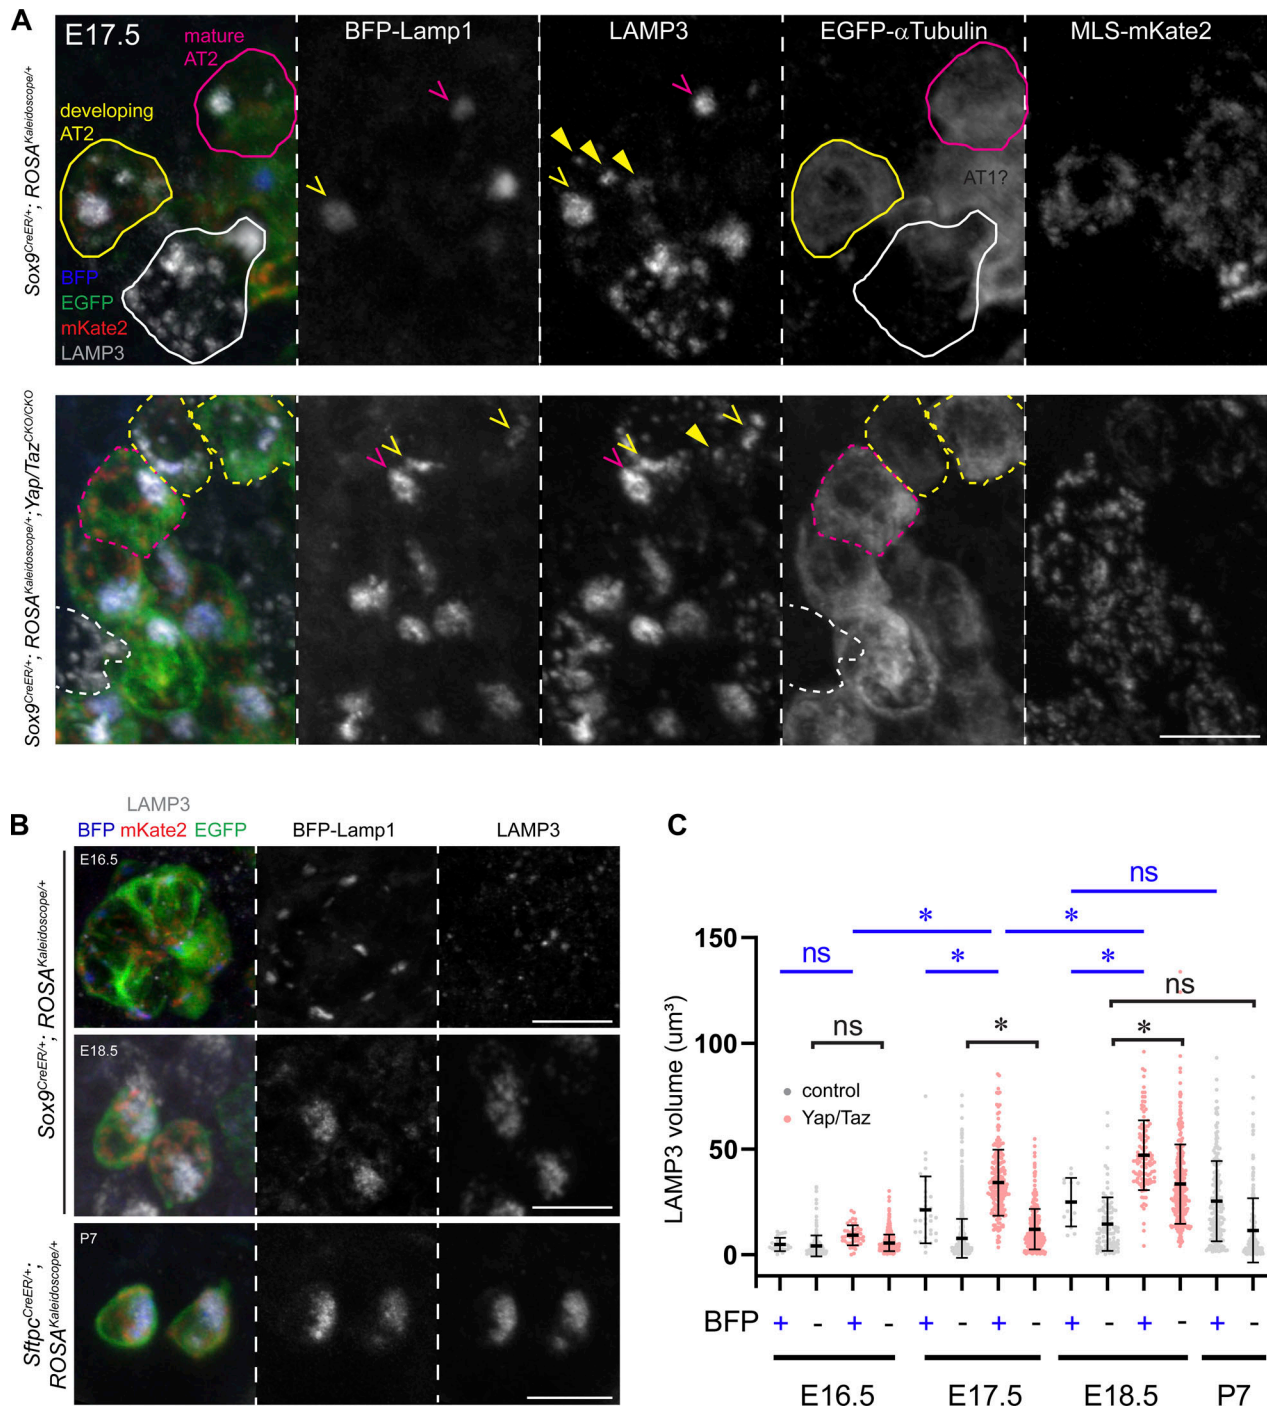 A
E17.5
mature
AT2
BFP-Lamp1
LAMP3
EGFP-αTubulin
MLS-mKate2
developing
AT2
AT1?
BFP
EGFP
mKate2
LAMP3
Sox9CreER/+; ROSAKaleidoscope/+
Sox9CreER/+; ROSAKaleidoscope/+;Yap/TazCKO/CKO
B
LAMP3
BFP mKate2 EGFP
BFP-Lamp1
LAMP3
E16.5
E18.5
P7
Sox9CreER/+; ROSAKaleidoscope/+
SftpcCreER/+;
ROSAKaleidoscope/+
C
ns
* *
ns * *
ns
ns * *
150
100
50
0
LAMP3 volume (um³)
control
Yap/Taz
BFP + - + - + - + - + - + - + -
E16.5 E17.5 E18.5 P7